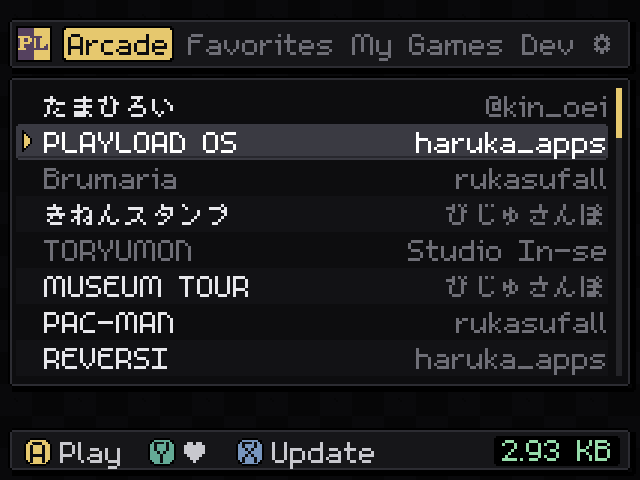 PL Arcade Favorites My Games Dev
たまひろい @kin_oei
PLAYLOAD OS haruka_apps
Brumaria rukasufall
きねんスタンプ びじゅさんぽ
TORYUMON Studio In-se
MUSEUM TOUR びじゅさんぽ
PAC-MAN rukasufall
REVERSI haruka_apps
A Play Y ♥ X Update 2.93 KB